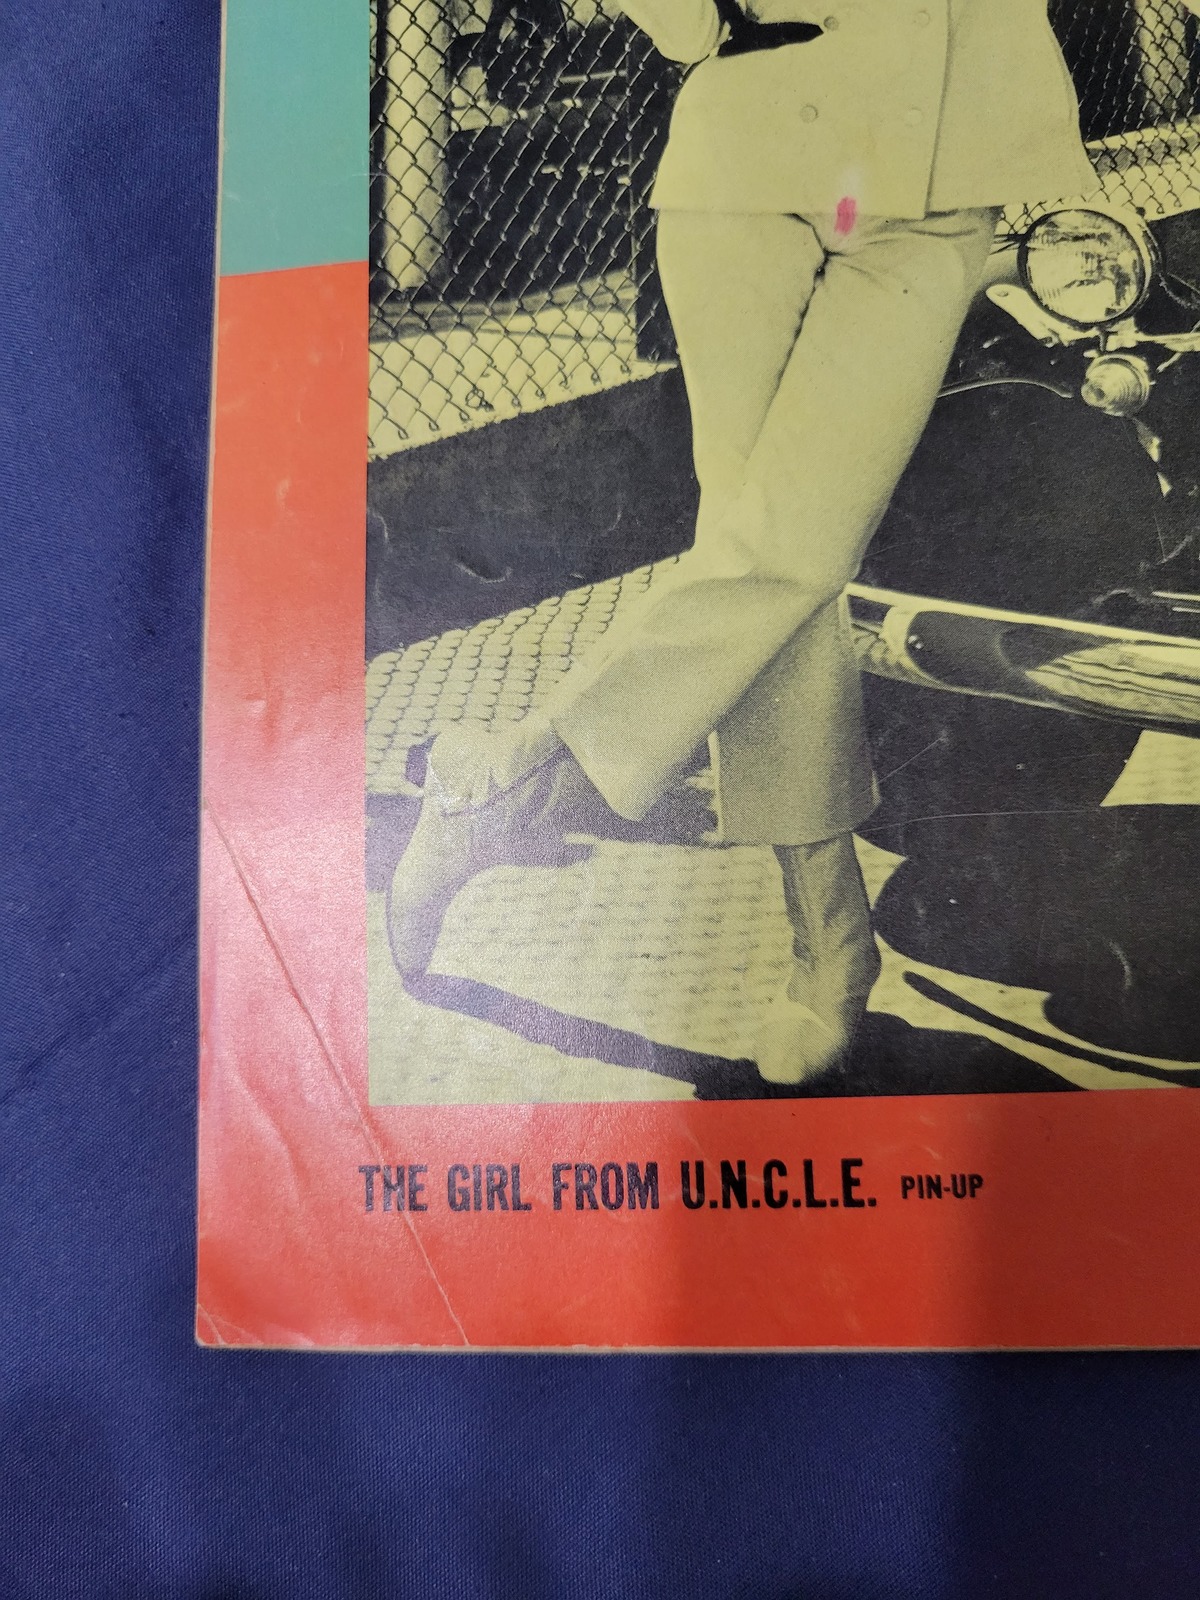 THE GIRL FROM U.N.C.L.E. PIN-UP